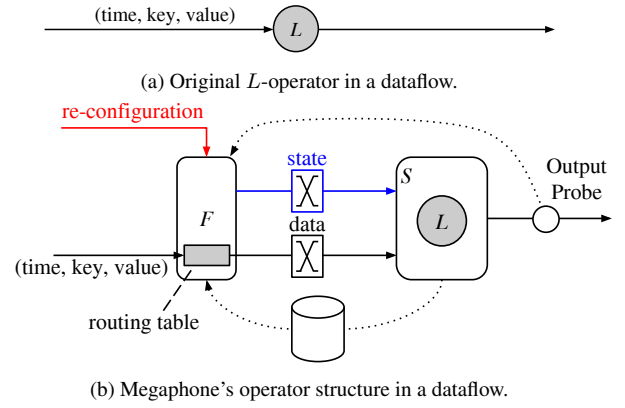 (time, key, value)
L
(a) Original L-operator in a dataflow.
re-configuration
state
S
Output
Probe
F
L
data
(time, key, value)
routing table
(b) Megaphone's operator structure in a dataflow.